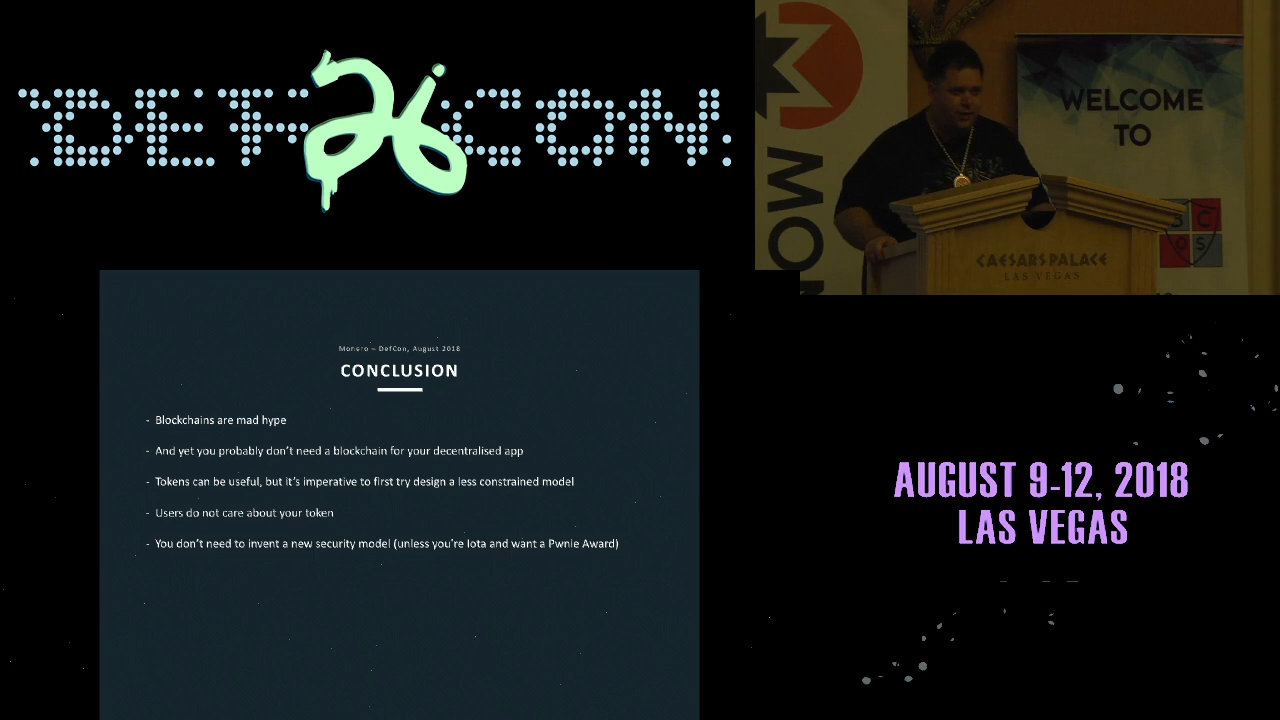 DEFCON
26
MON
WELCOME
TO
B C
O S
CAESARS PALACE
LAS VEGAS
Monero – DefCon, August 2018
CONCLUSION
- Blockchains are mad hype
- And yet you probably don't need a blockchain for your decentralised app
- Tokens can be useful, but it's imperative to first try design a less constrained model
- Users do not care about your token
- You don't need to invent a new security model (unless you're Iota and want a Pwnie Award)
AUGUST 9-12, 2018
LAS VEGAS